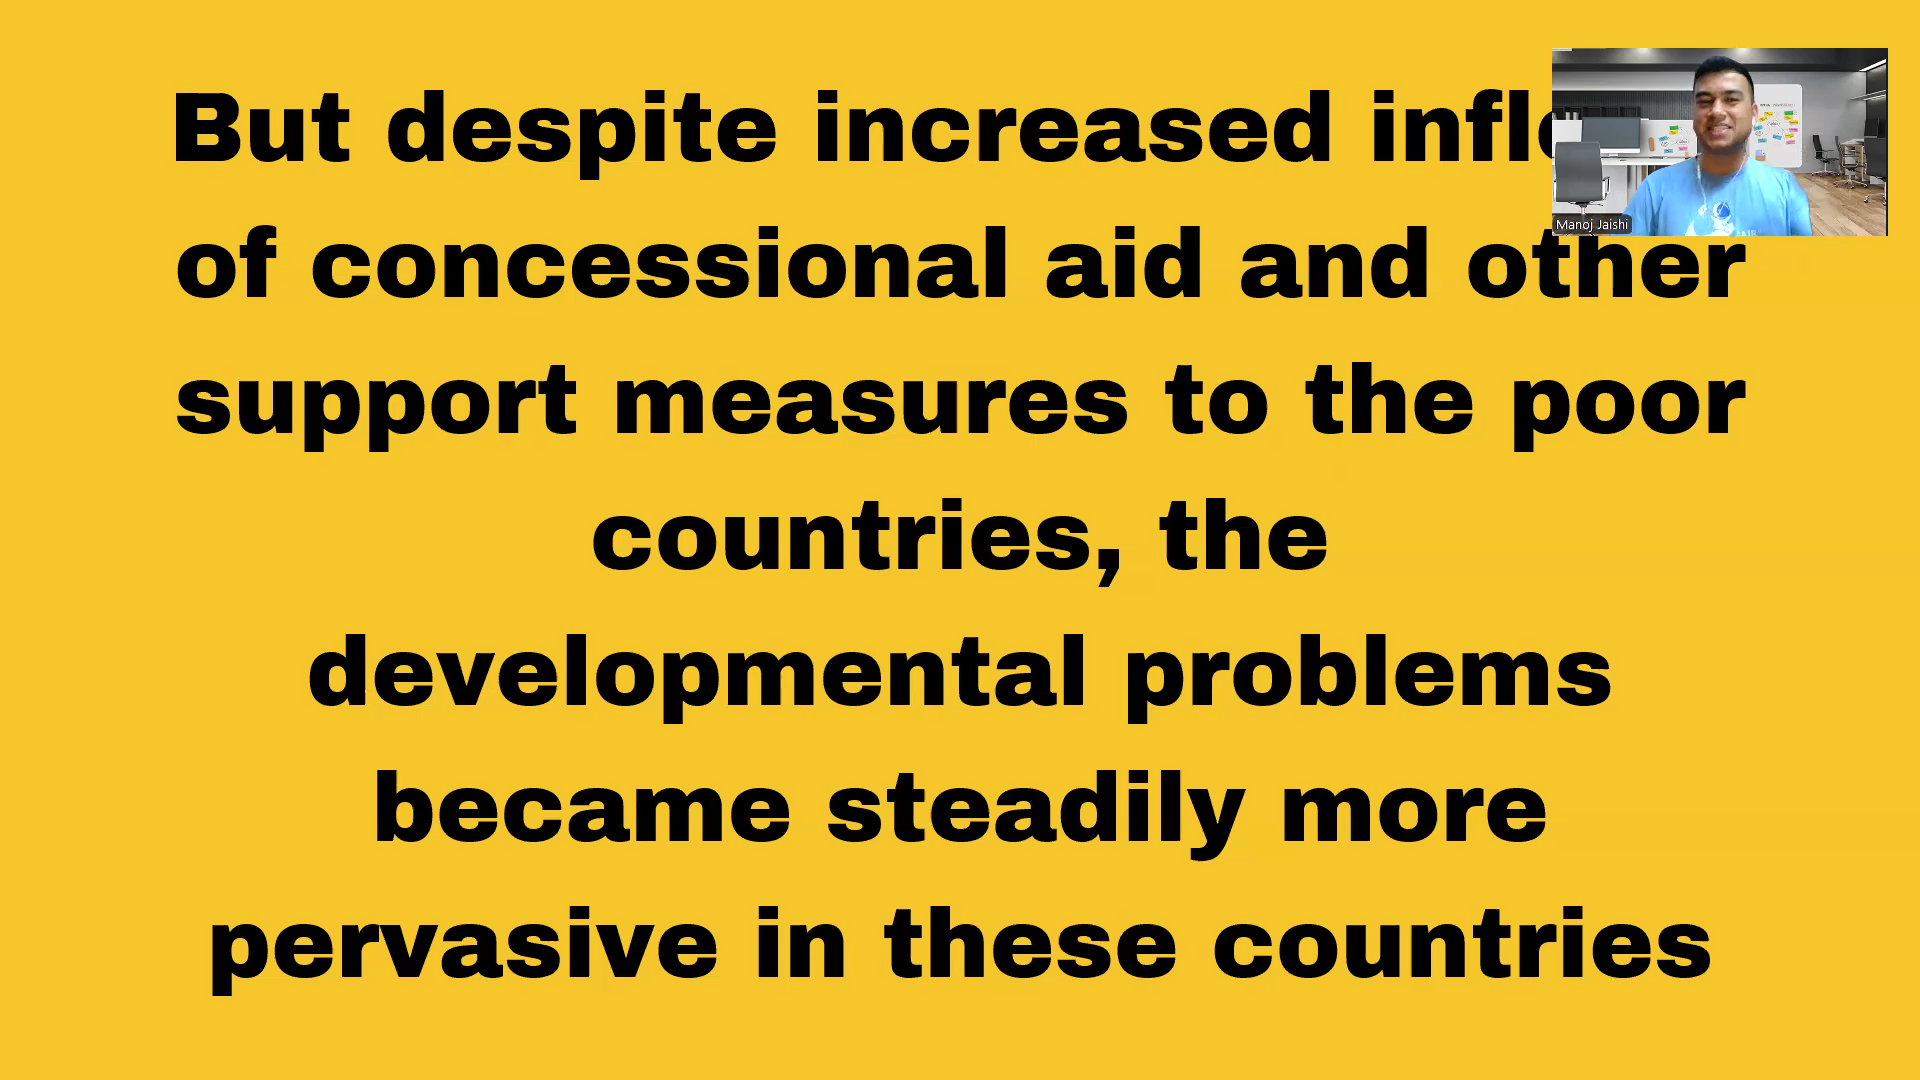 But despite increased
of concessional aid and other
support measures to the poor
countries, the
developmental problems
became steadily more
pervasive in these countries
Manoj Jaishi